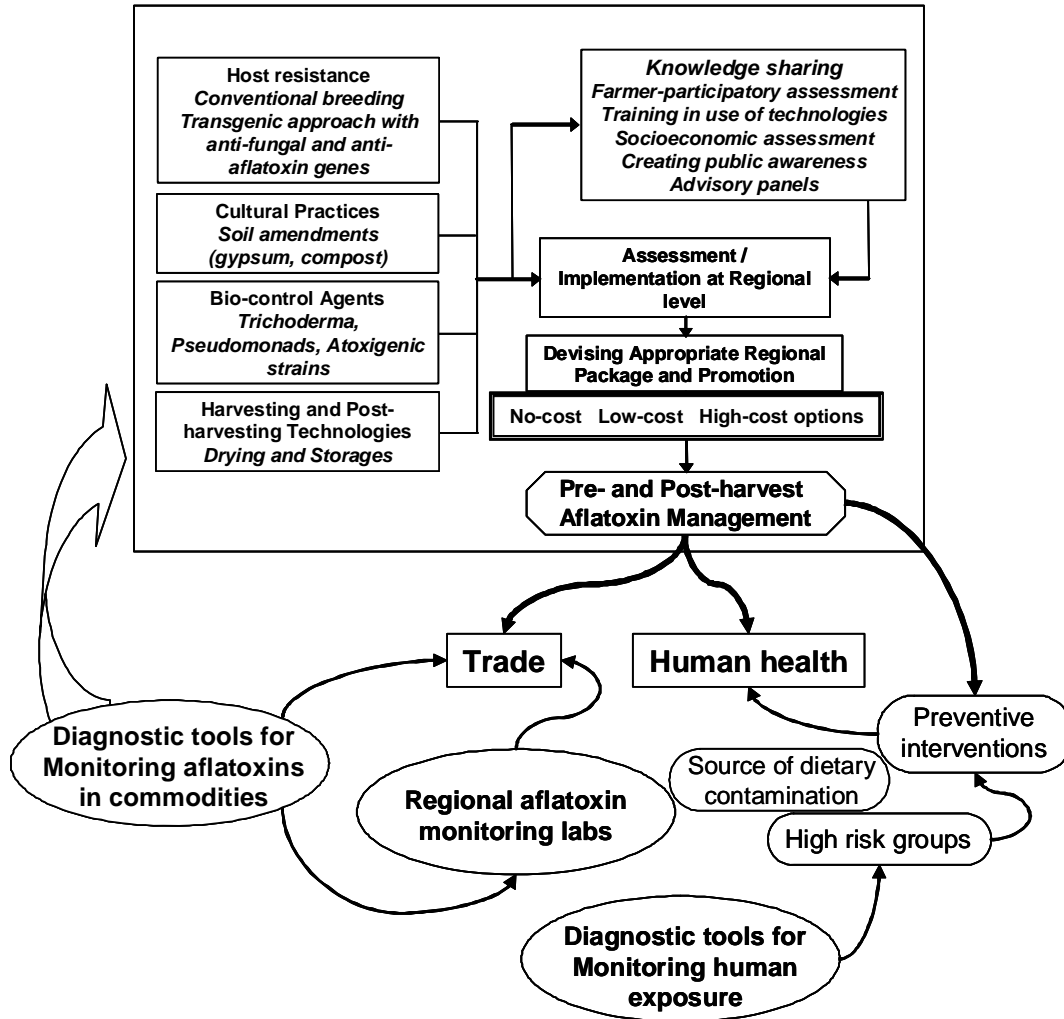 Host resistance
Conventional breeding
Transgenic approach with
anti-fungal and anti-
aflatoxin genes
Cultural Practices
Soil amendments
(gypsum, compost)
Bio-control Agents
Trichoderma,
Pseudomonads, Atoxigenic
strains
Harvesting and Post-
harvesting Technologies
Drying and Storages
Knowledge sharing
Farmer-participatory assessment
Training in use of technologies
Socioeconomic assessment
Creating public awareness
Advisory panels
Assessment /
Implementation at Regional
level
Devising Appropriate Regional
Package and Promotion
No-cost Low-cost High-cost options
Pre- and Post-harvest
Aflatoxin Management
Trade
Human health
Diagnostic tools for
Monitoring aflatoxins
in commodities
Regional aflatoxin
monitoring labs
Preventive
interventions
Source of dietary
contamination
High risk groups
Diagnostic tools for
Monitoring human
exposure